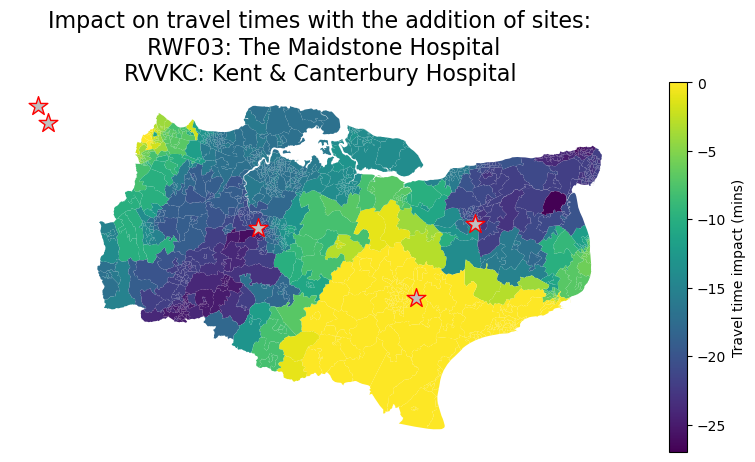 Impact on travel times with the addition of sites:
RWF03: The Maidstone Hospital
RVVKC: Kent & Canterbury Hospital
0
−5
−10
−15
−20
−25
Travel time impact (mins)